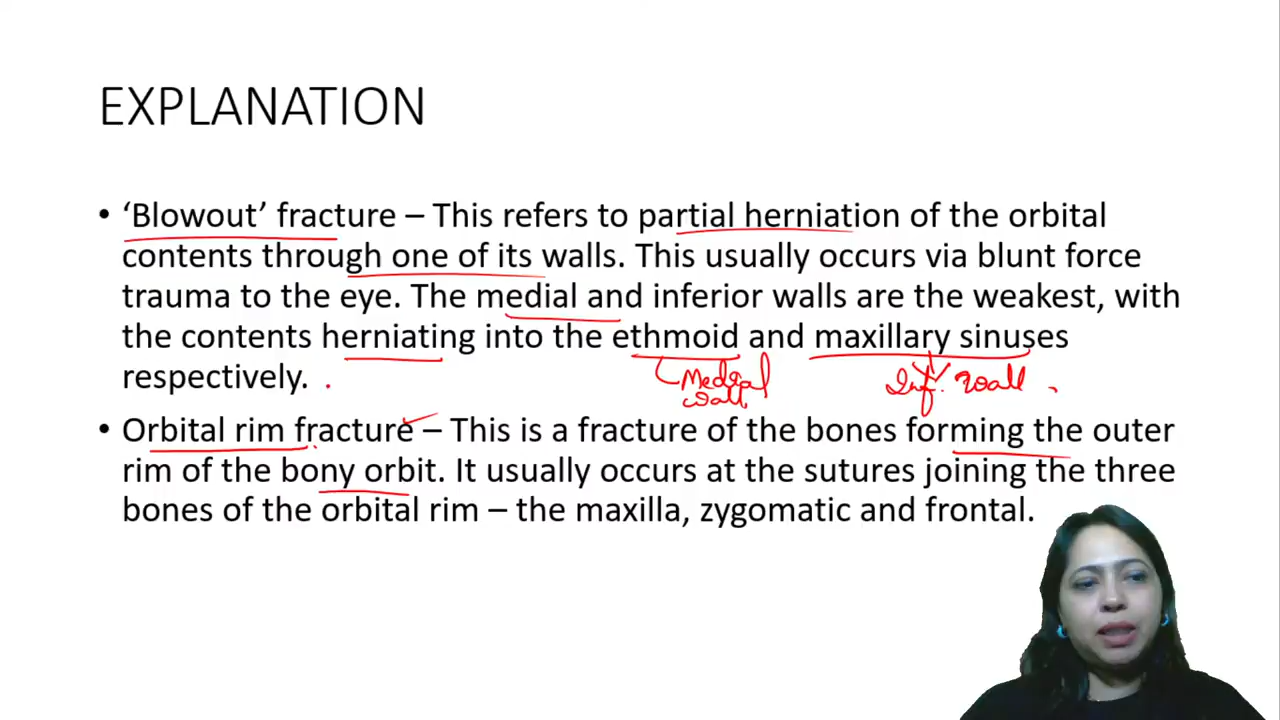 EXPLANATION
• ‘Blowout’ fracture – This refers to partial herniation of the orbital
contents through one of its walls. This usually occurs via blunt force
trauma to the eye. The medial and inferior walls are the weakest, with
the contents herniating into the ethmoid and maxillary sinuses
respectively.
Medial
wall
Inf. Wall
• Orbital rim fracture – This is a fracture of the bones forming the outer
rim of the bony orbit. It usually occurs at the sutures joining the three
bones of the orbital rim – the maxilla, zygomatic and frontal.